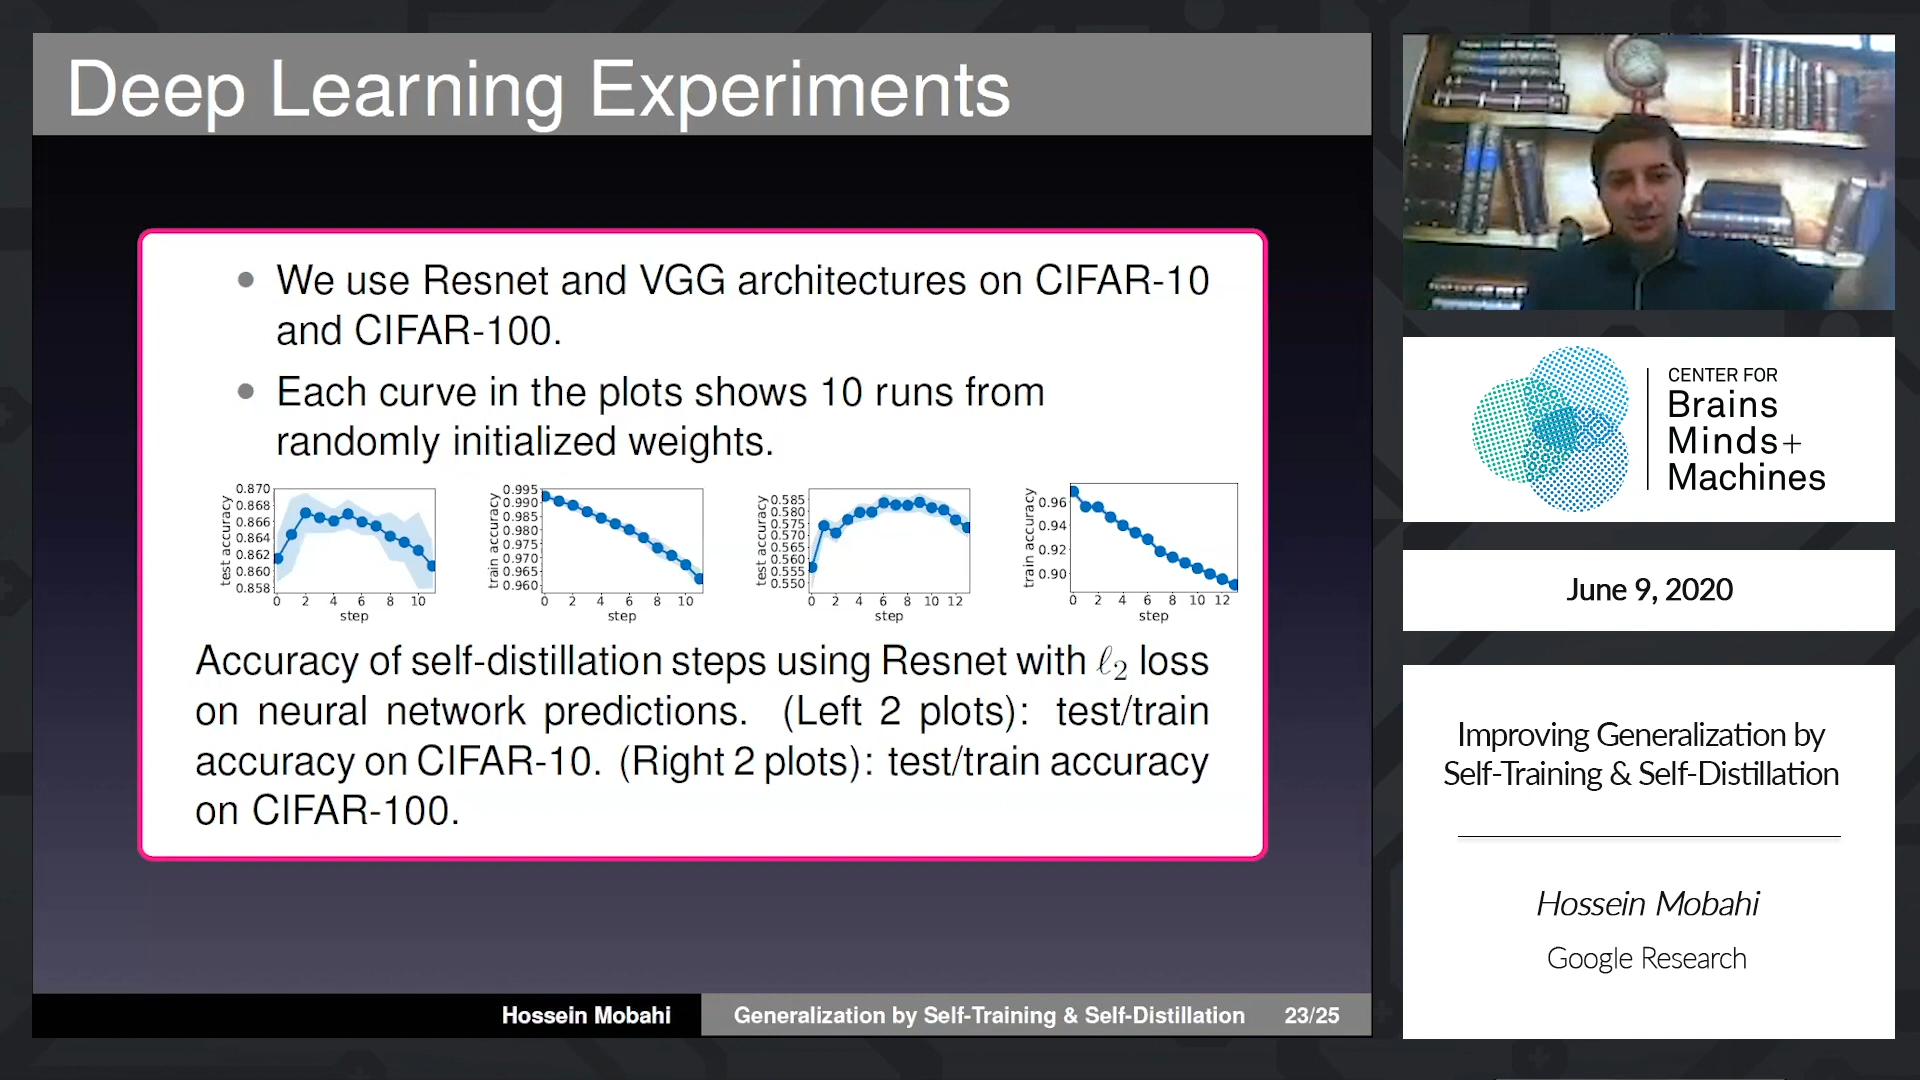 Deep Learning Experiments
We use Resnet and VGG architectures on CIFAR-10
and CIFAR-100.
Each curve in the plots shows 10 runs from
randomly initialized weights.
test accuracy
0.870
0.868
0.866
0.864
0.862
0.860
0.858
0 2 4 6 8 10
step
train accuracy
0.995
0.990
0.985
0.980
0.975
0.970
0.965
0.960
0 2 4 6 8 10
step
test accuracy
0.585
0.580
0.575
0.570
0.565
0.560
0.555
0.550
0 2 4 6 8 10 12
step
train accuracy
0.96
0.94
0.92
0.90
0 2 4 6 8 10 12
step
Accuracy of self-distillation steps using Resnet with ℓ₂ loss
on neural network predictions. (Left 2 plots): test/train
accuracy on CIFAR-10. (Right 2 plots): test/train accuracy
on CIFAR-100.
Hossein Mobahi Generalization by Self-Training & Self-Distillation 23/25
CENTER FOR
Brains
Minds+
Machines
June 9, 2020
Improving Generalization by
Self-Training & Self-Distillation
Hossein Mobahi
Google Research